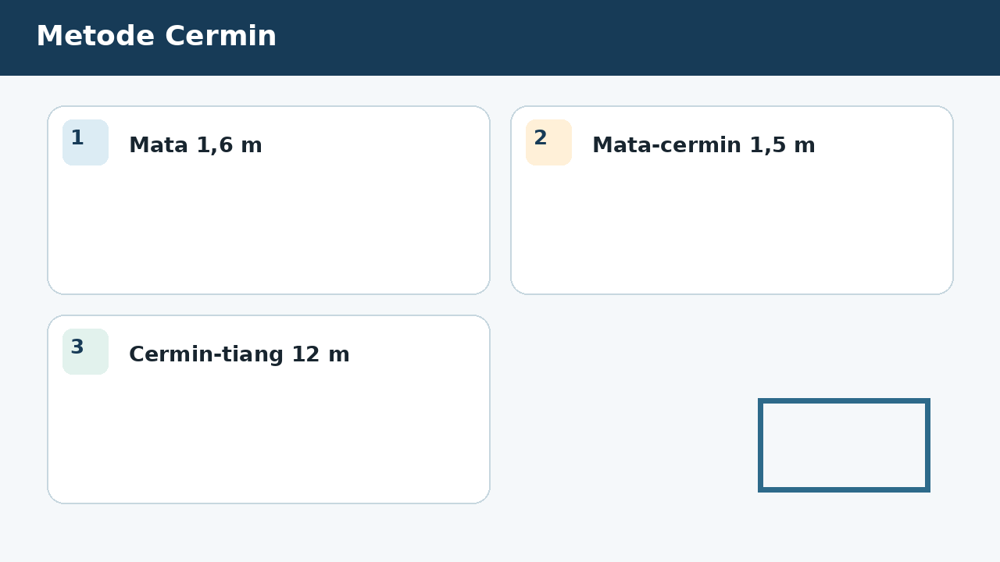 Metode Cermin
1
Mata 1,6 m
2
Mata-cermin 1,5 m
3
Cermin-tiang 12 m